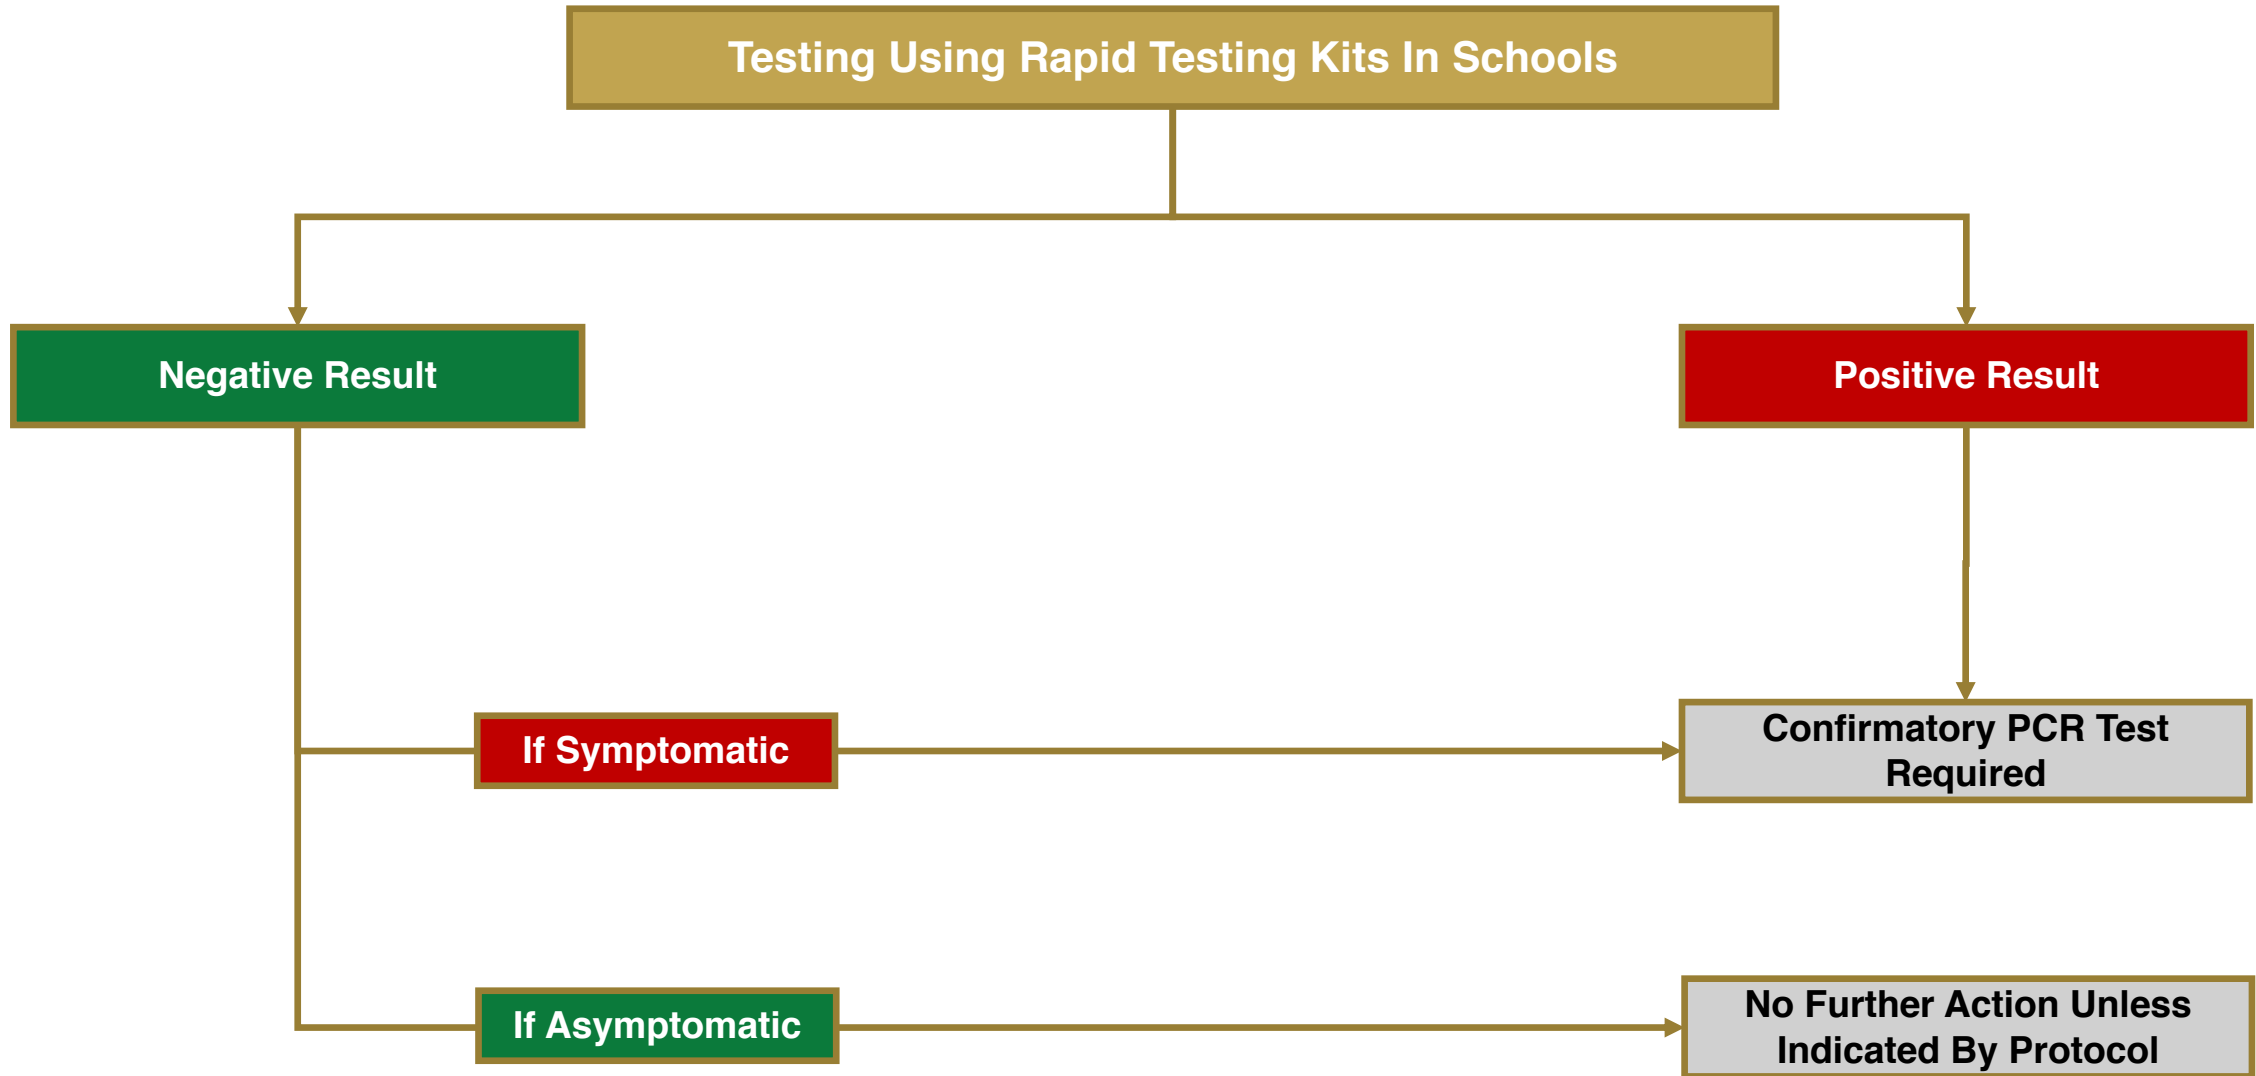 Testing Using Rapid Testing Kits In Schools
Negative Result
Positive Result
If Symptomatic
Confirmatory PCR Test
Required
If Asymptomatic
No Further Action Unless
Indicated By Protocol